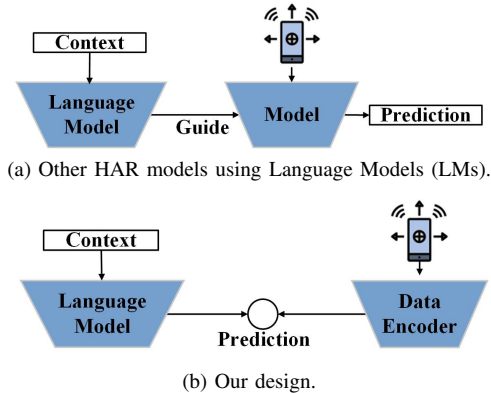 Context
Language
Model
Guide
Model
Prediction
(a) Other HAR models using Language Models (LMs).
Context
Language
Model
Prediction
Data
Encoder
(b) Our design.